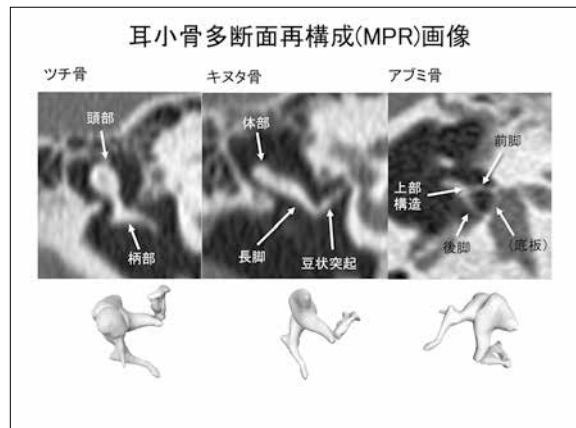 耳小骨多断面再構成(MPR)画像
ツチ骨
キヌタ骨
アブミ骨
頭部
柄部
体部
長脚
豆状突起
前脚
上部
構造
後脚
(底板)